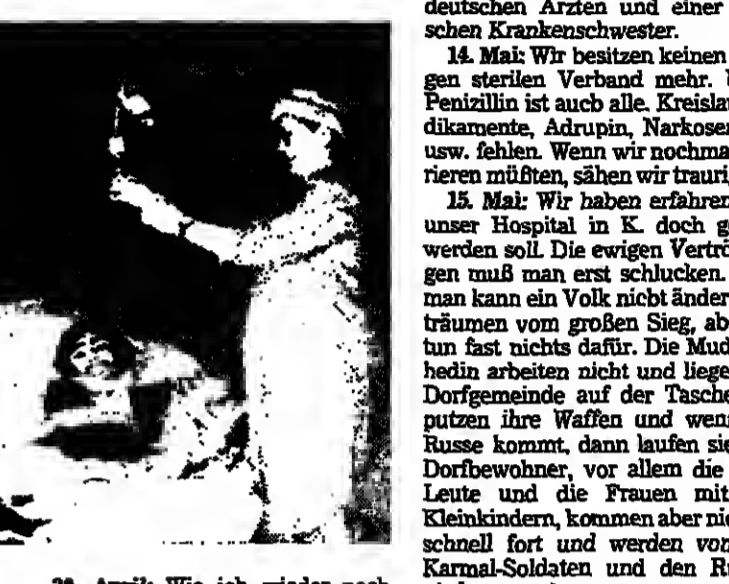 deutschen Ärzten und einer
schen Krankenschwester.
14. Mai: Wir besitzen keinen
gen sterilen Verband mehr.
Penizillin ist auch alle. Kreisla
dikamente, Adrupin, Narkose
usw. fehlen. Wenn wir nochma
rieren müßten, sähen wir trauri
15. Mai: Wir haben erfahren
unser Hospital in K. doch g
werden soll. Die ewigen Vertrö
gen muß man erst schlucken.
man kann ein Volk nicht änder
träumen vom großen Sieg, ab
tun fast nichts dafür. Die Mud
hedin arbeiten nicht und liege
Dorfgemeinde auf der Tasche
putzen ihre Waffen und wenn
Russe kommt, dann laufen sie
Dorfbewohner, vor allem die
Leute und die Frauen mit
Kleinkindern, kommen aber nie
schnell fort und werden von
Karmal-Soldaten und den R
April: Wie ich wieder nach